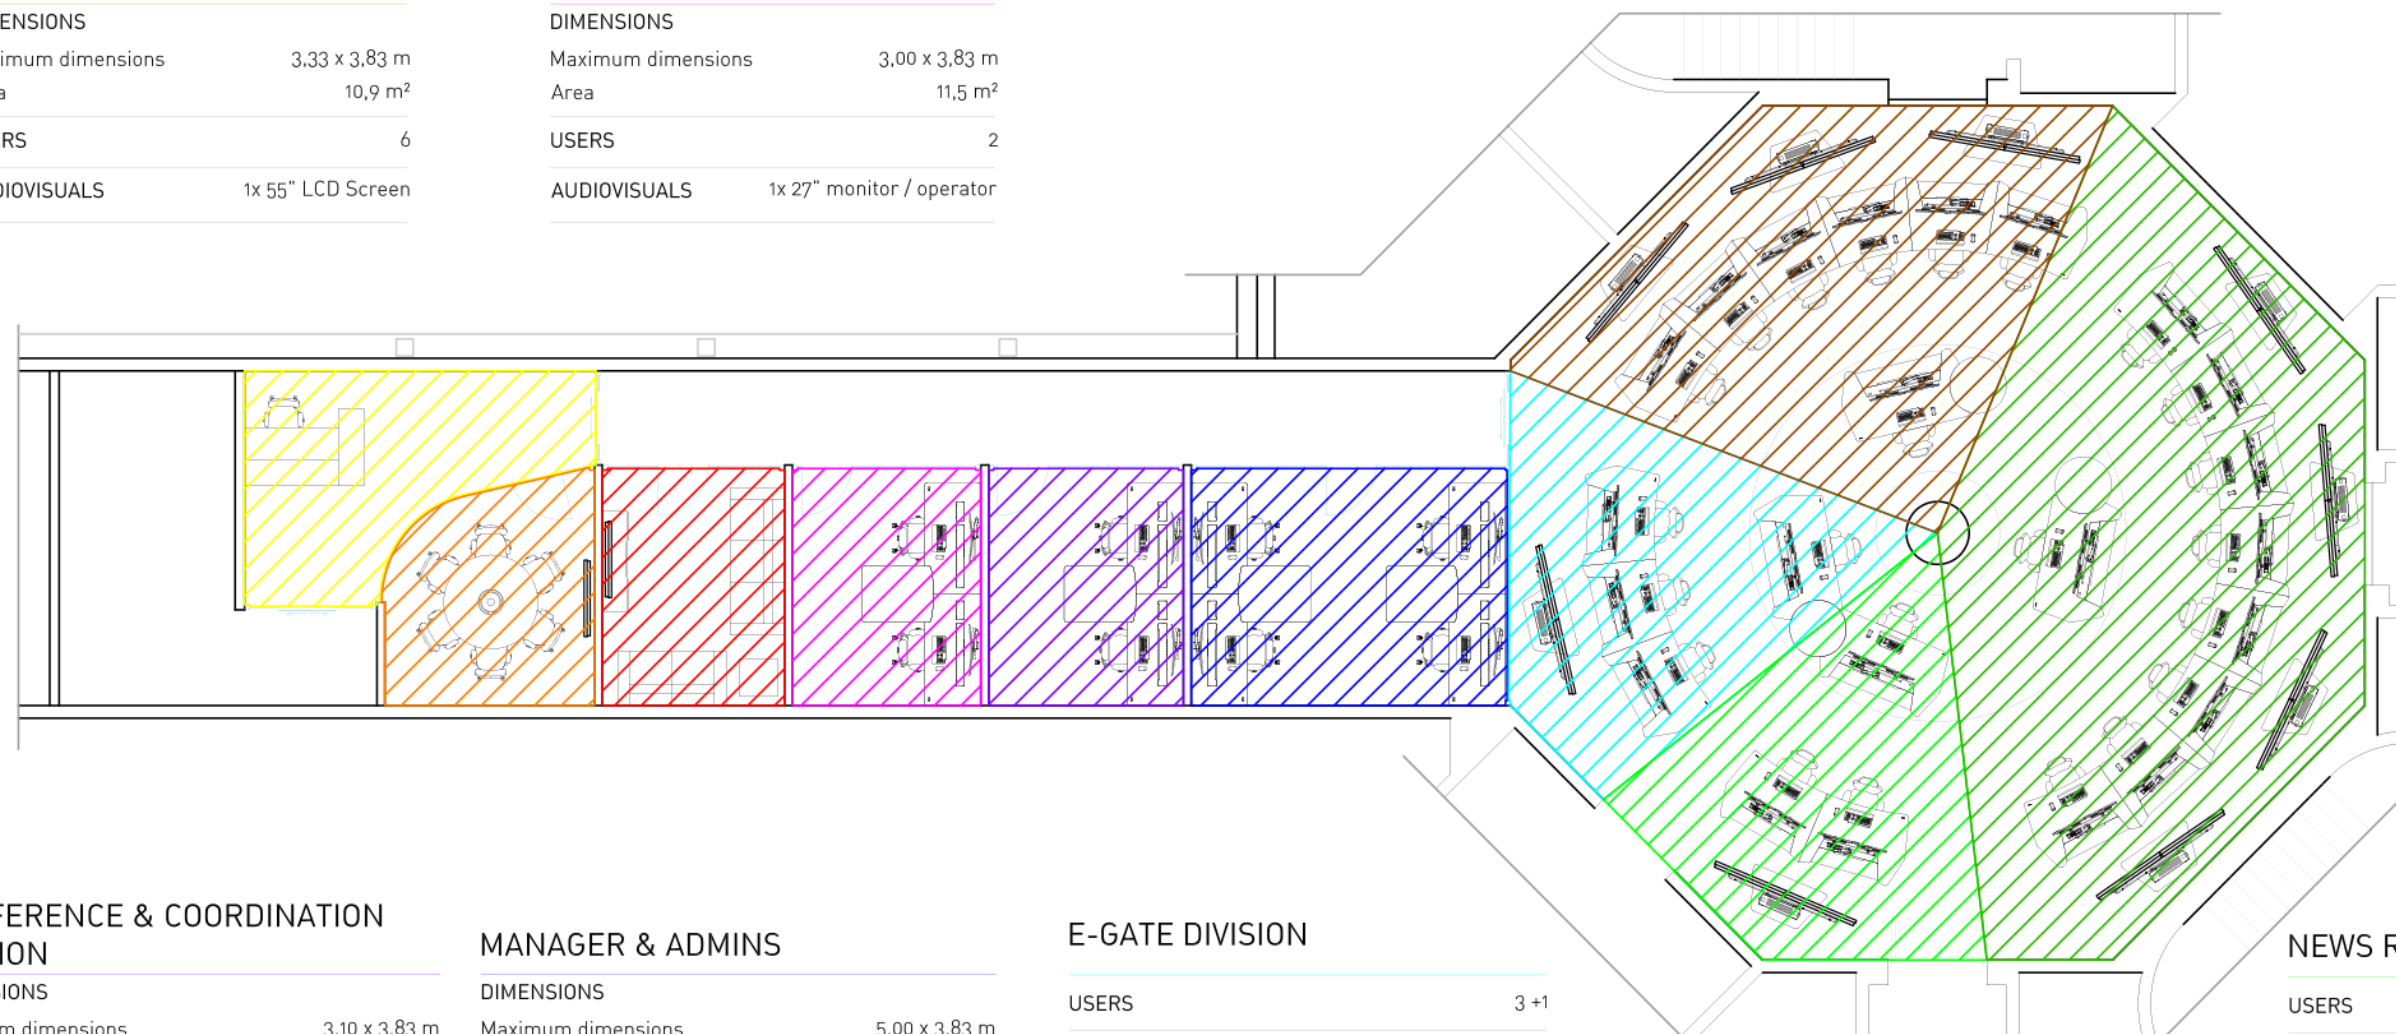 ENSIONS
imum dimensions 3,33 x 3,83 m
a 10,9 m²
RS 6
DIOVISUALS 1x 55" LCD Screen
DIMENSIONS
Maximum dimensions 3,00 x 3,83 m
Area 11,5 m²
USERS 2
AUDIOVISUALS 1x 27" monitor / operator
FERENCE & COORDINATION
ION
IONS
m dimensions 3,10 x 3,83 m
MANAGER & ADMINS
DIMENSIONS
Maximum dimensions 5,00 x 3,83 m
E-GATE DIVISION
USERS 3 +1
NEWS R
USERS